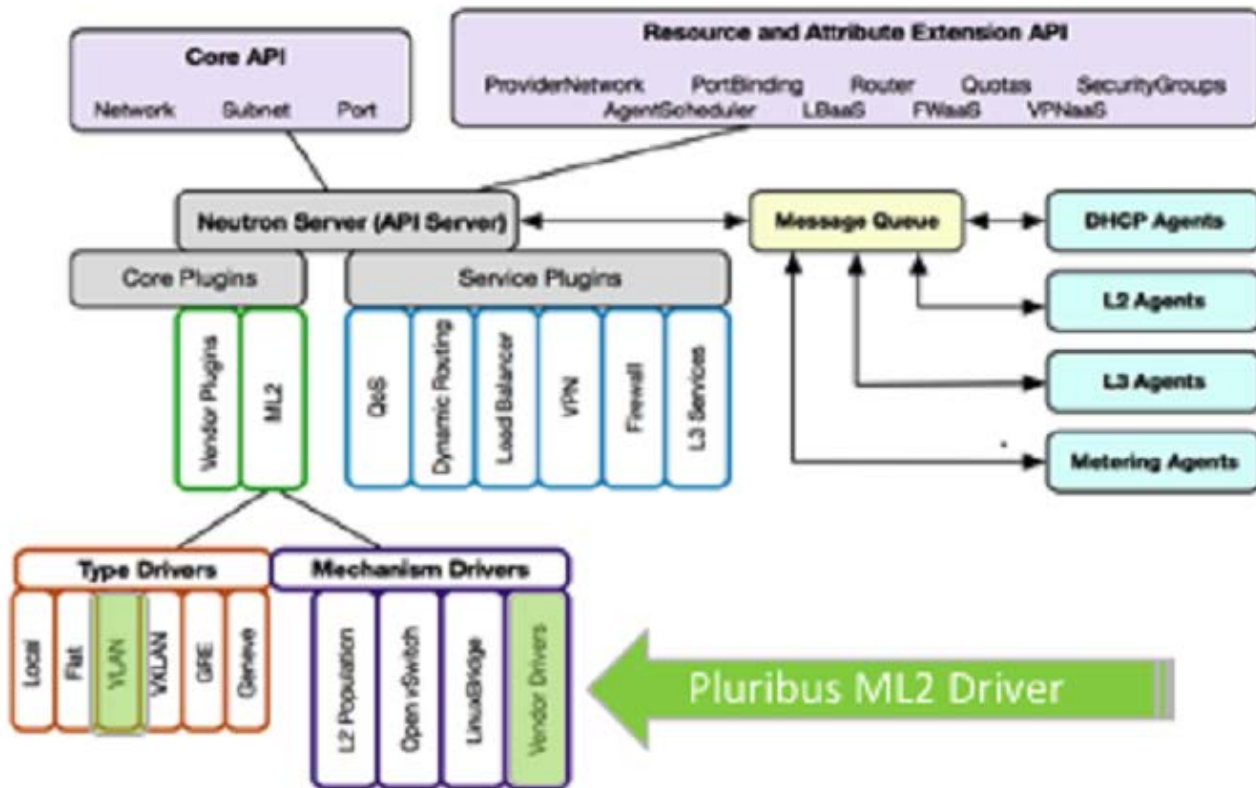 Core API
Network Subnet Port
Resource and Attribute Extension API
ProviderNetwork PortBinding Router Quotas SecurityGroups
AgentScheduler LBaaS FWaaS VPNaaS
Neutron Server (API Server)
Message Queue
DHCP Agents
Core Plugins
Service Plugins
L2 Agents
L3 Agents
Metering Agents
Vendor Plugins
ML2
QoS
Dynamic Routing
Load Balancer
VPN
Firewall
L3 Services
Type Drivers
Mechanism Drivers
Local
Flat
VLAN
VXLAN
GRE
Geneve
L2 Population
Open vSwitch
LinuxBridge
Vendor Drivers
Pluribus ML2 Driver